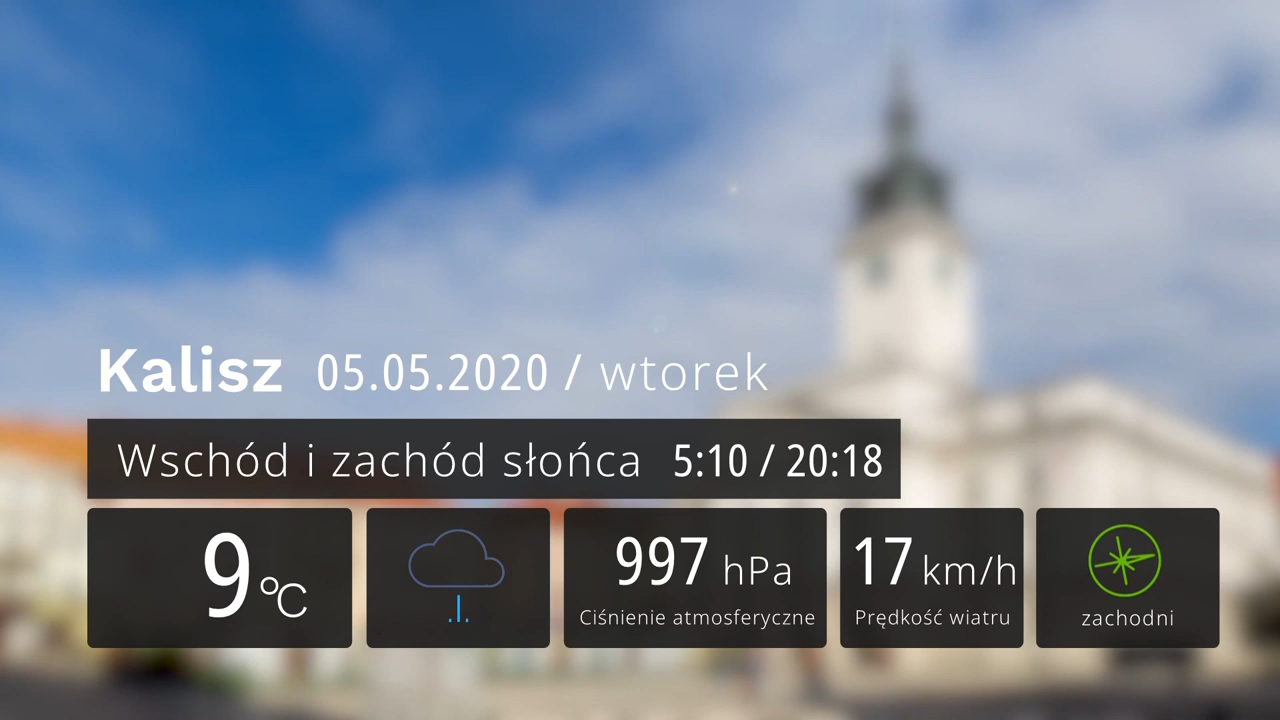 Kalisz 05.05.2020 / wtorek
Wschód i zachód słońca 5:10 / 20:18
9 °C
997 hPa
Ciśnienie atmosferyczne
17 km/h
Prędkość wiatru
zachodni